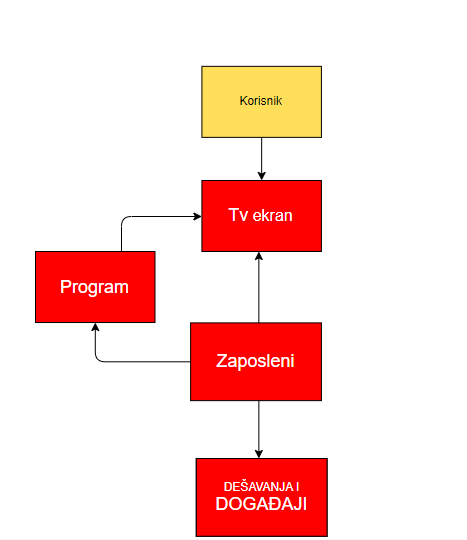 Korisnik
Tv ekran
Program
Zaposleni
DEŠAVANJA I
DOGAĐAJI